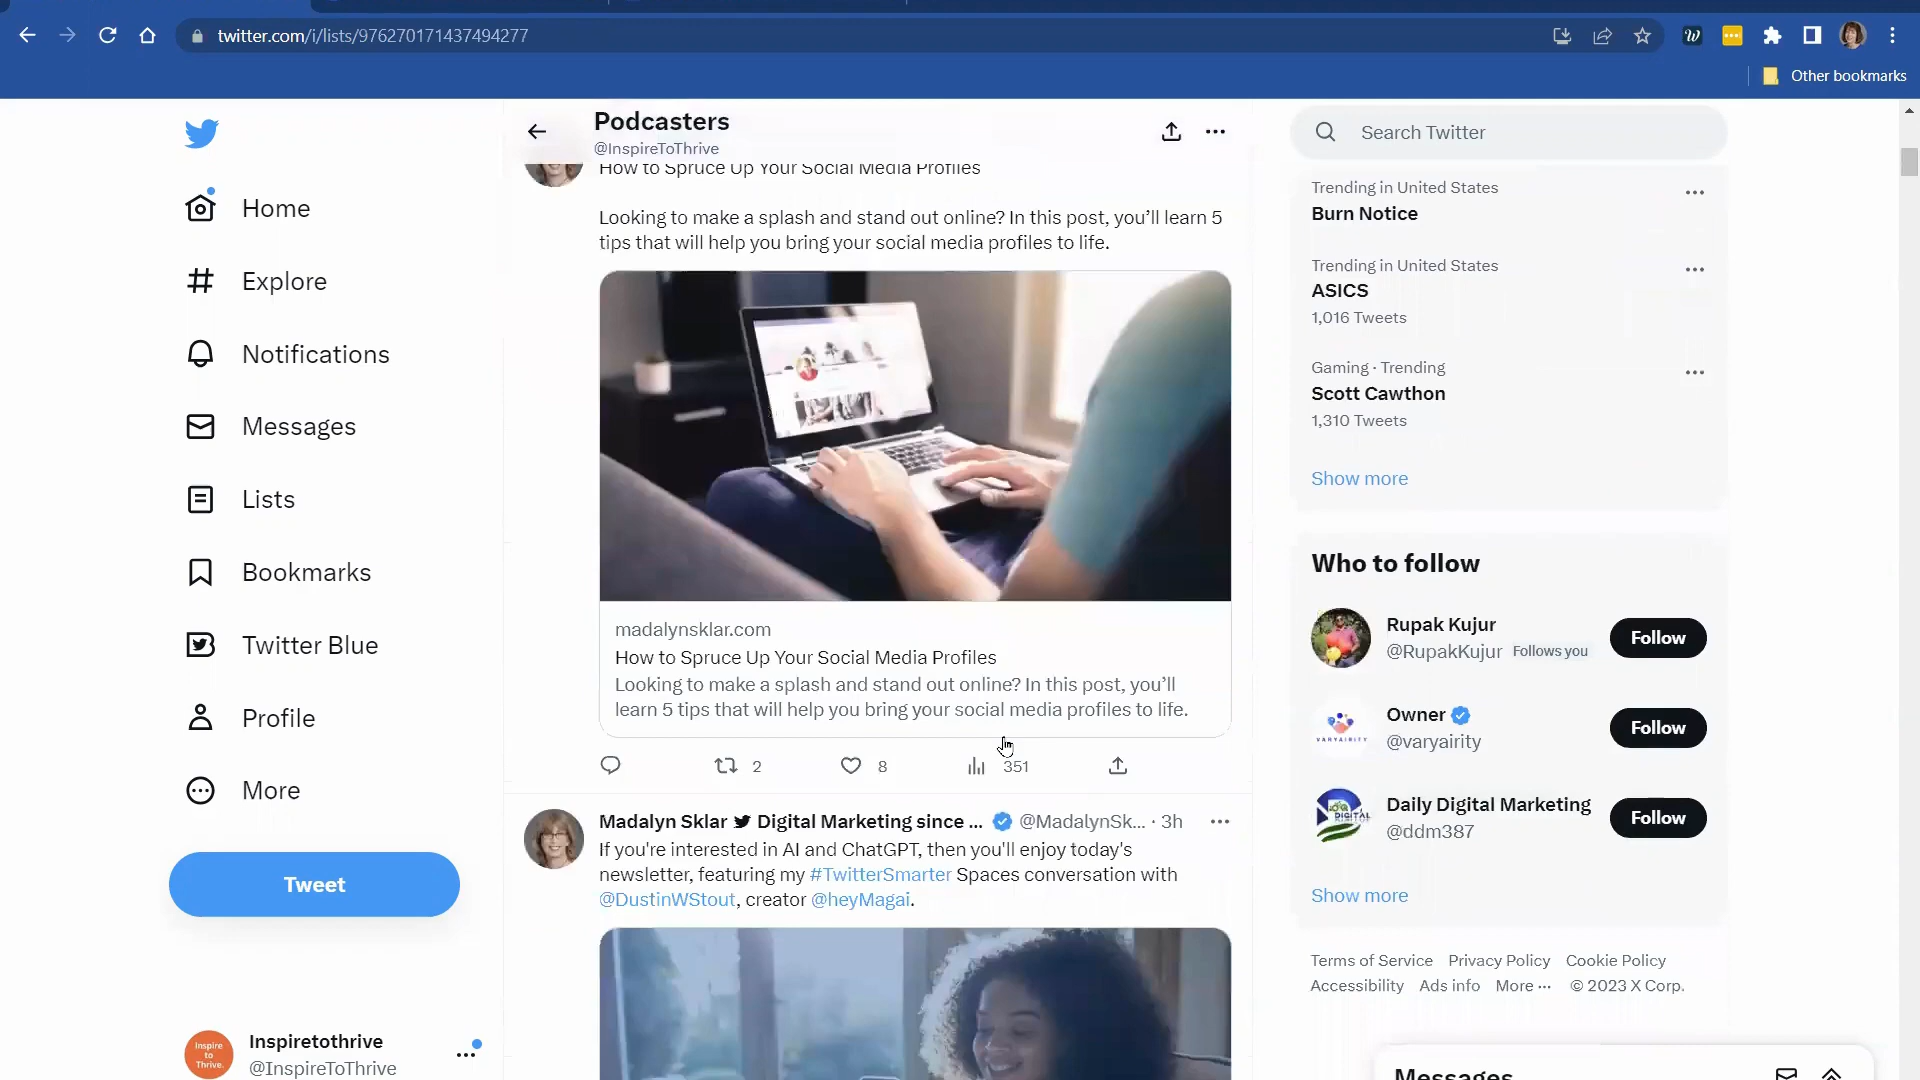 twitter.com/i/lists/976270171437494277
Other bookmarks
Home
Explore
Notifications
Messages
Lists
Bookmarks
Twitter Blue
Profile
More
Tweet
Inspire to Thrive.
Inspiretothrive
@InspireToThrive
Podcasters
@InspireToThrive
How to Spruce Up Your Social Media Profiles
Looking to make a splash and stand out online? In this post, you’ll learn 5
tips that will help you bring your social media profiles to life.
madalynsklar.com
How to Spruce Up Your Social Media Profiles
Looking to make a splash and stand out online? In this post, you’ll
learn 5 tips that will help you bring your social media profiles to life.
2 8 351
Madalyn Sklar Digital Marketing since ... @MadalynSk... · 3h
If you're interested in AI and ChatGPT, then you'll enjoy today's
newsletter, featuring my #TwitterSmarter Spaces conversation with
@DustinWStout, creator @heyMagai.
Search Twitter
Trending in United States
Burn Notice
Trending in United States
ASICS
1,016 Tweets
Gaming · Trending
Scott Cawthon
1,310 Tweets
Show more
Who to follow
Rupak Kujur
@RupakKujur Follows you
Follow
Owner
@varyairity
Follow
VARYAIRITY
Daily Digital Marketing
@ddm387
Follow
DIGITAL
Show more
Terms of Service Privacy Policy Cookie Policy
Accessibility Ads info More ··· © 2023 X Corp.
Messages